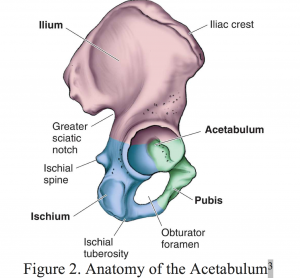 Ilium
Iliac crest
Greater
sciatic
notch
Acetabulum
Ischial
spine
Pubis
Ischium
Obturator
foramen
Ischial
tuberosity
Figure 2. Anatomy of the Acetabulum3